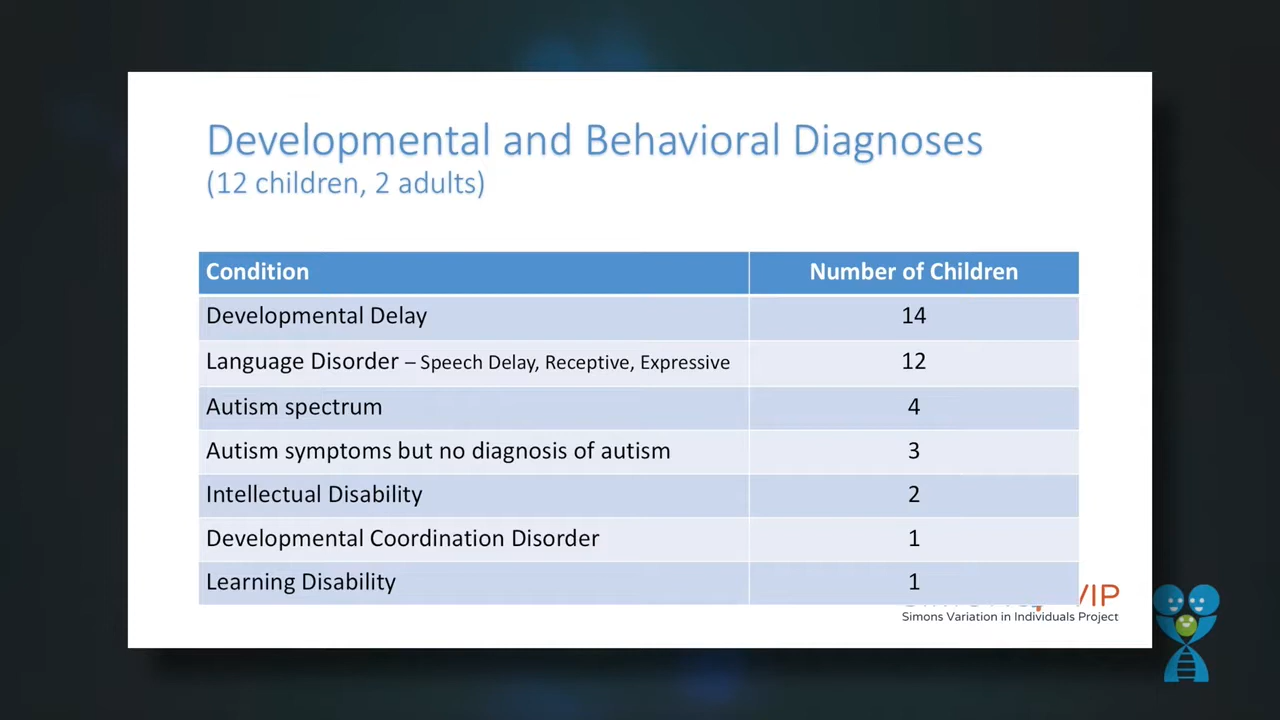 Developmental and Behavioral Diagnoses
(12 children, 2 adults)
Condition Number of Children
Developmental Delay 14
Language Disorder – Speech Delay, Receptive, Expressive 12
Autism spectrum 4
Autism symptoms but no diagnosis of autism 3
Intellectual Disability 2
Developmental Coordination Disorder 1
Learning Disability 1
VIP
Simons Variation in Individuals Project